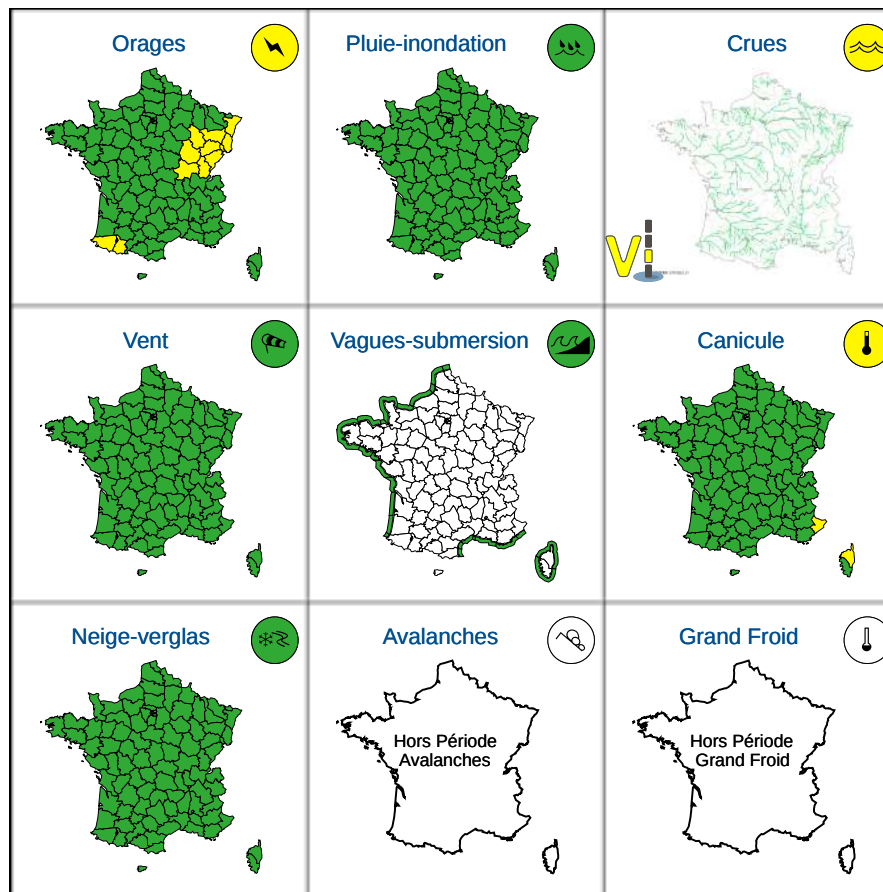 Orages
Pluie-inondation
Crues
Vent
Vagues-submersion
Canicule
Neige-verglas
Avalanches
Hors Période
Avalanches
Grand Froid
Hors Période
Grand Froid